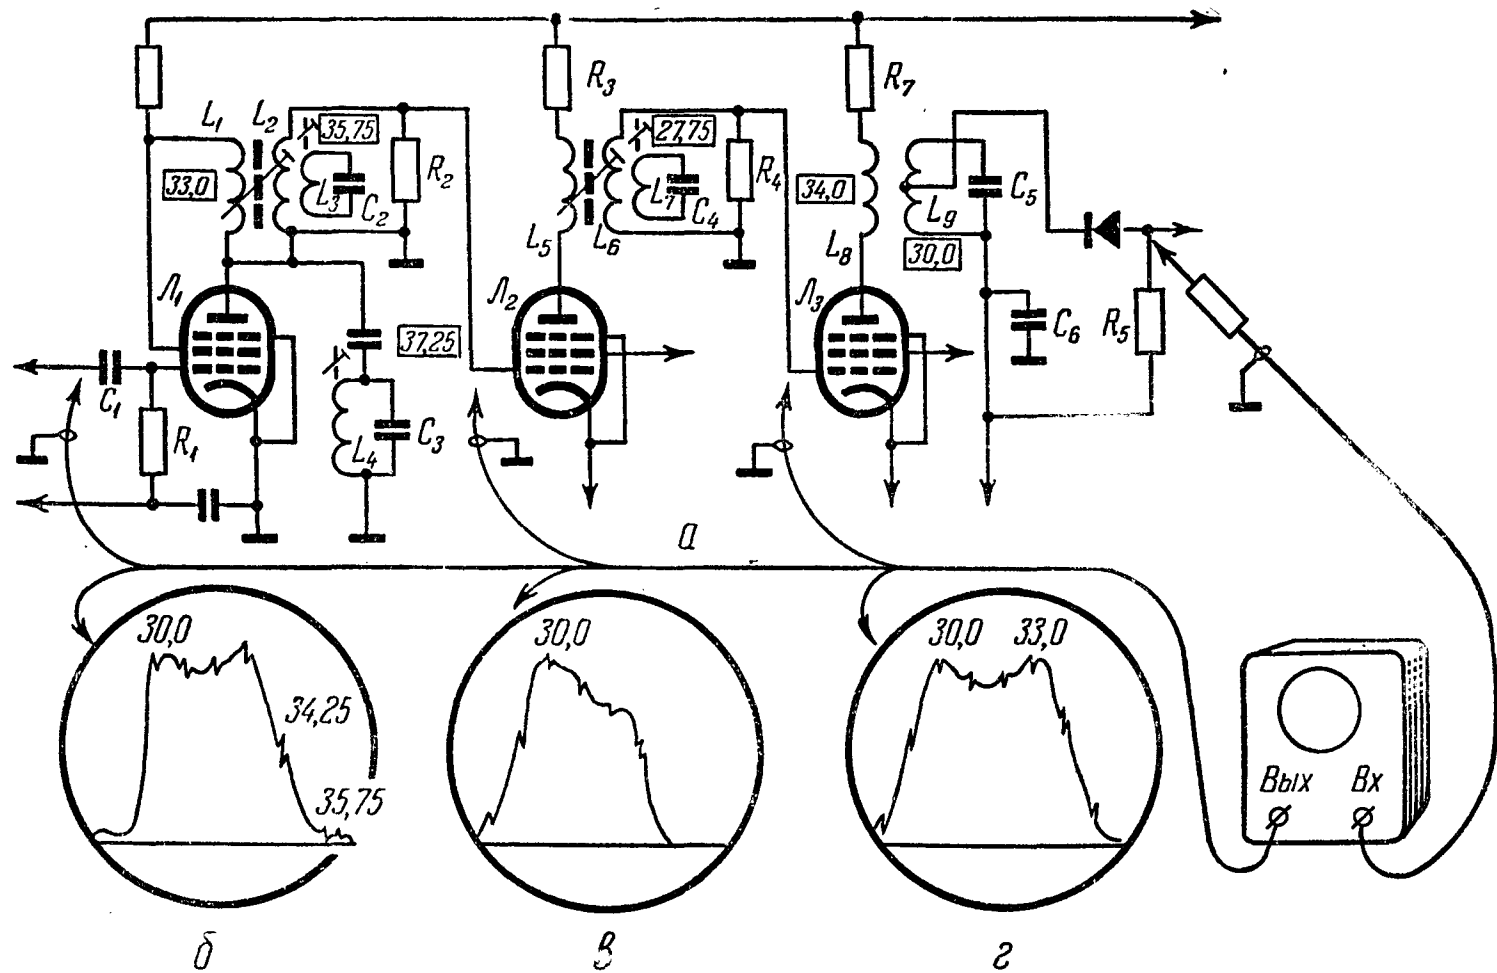 R₃
R₇
L₁
L₂
35,75
27,75
33,0
L₃
C₂
R₂
L₇
C₄
R₄
34,0
C₅
L₉
L₅
L₆
L₈
30,0
Л₁
Л₂
Л₃
37,25
C₆
R₅
C₁
R₁
L₄
C₃
а
30,0
34,25
35,75
30,0
30,0
33,0
Вых
Вх
б
в
г